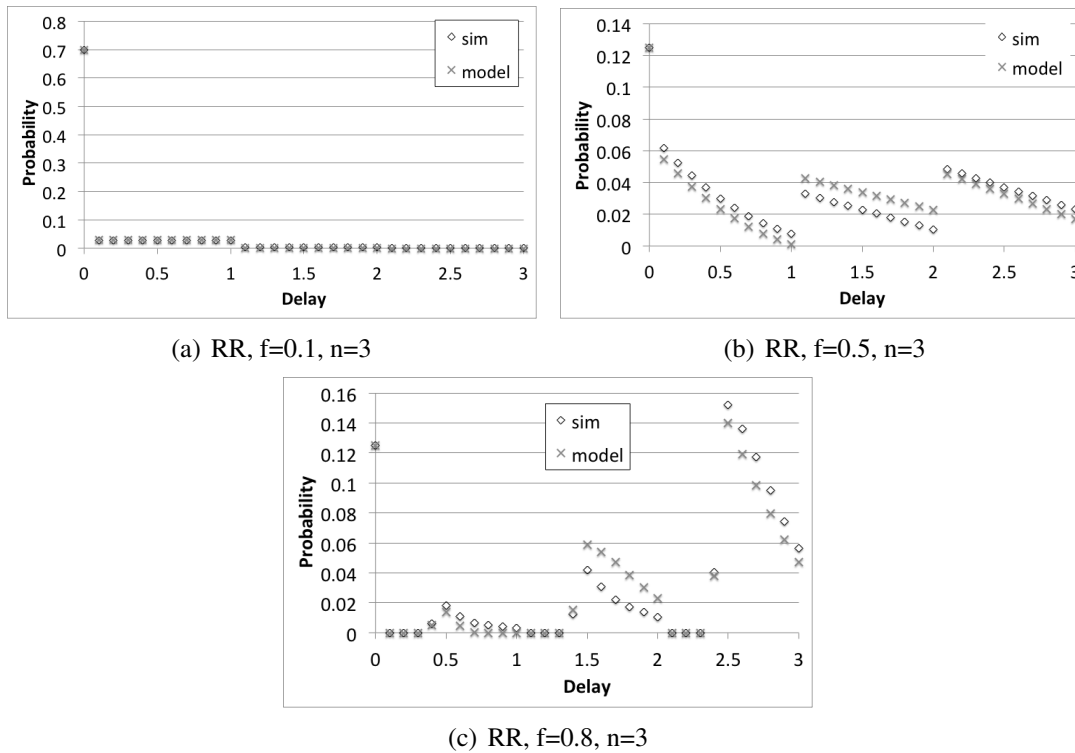 0.8
0.7
0.6
0.5
0.4
0.3
0.2
0.1
0
Probability
0 0.5 1 1.5 2 2.5 3
Delay
sim
model
(a) RR, f=0.1, n=3
0.14
0.12
0.1
0.08
0.06
0.04
0.02
0
Probability
0 0.5 1 1.5 2 2.5 3
Delay
sim
model
(b) RR, f=0.5, n=3
0.16
0.14
0.12
0.1
0.08
0.06
0.04
0.02
0
Probability
0 0.5 1 1.5 2 2.5 3
Delay
sim
model
(c) RR, f=0.8, n=3